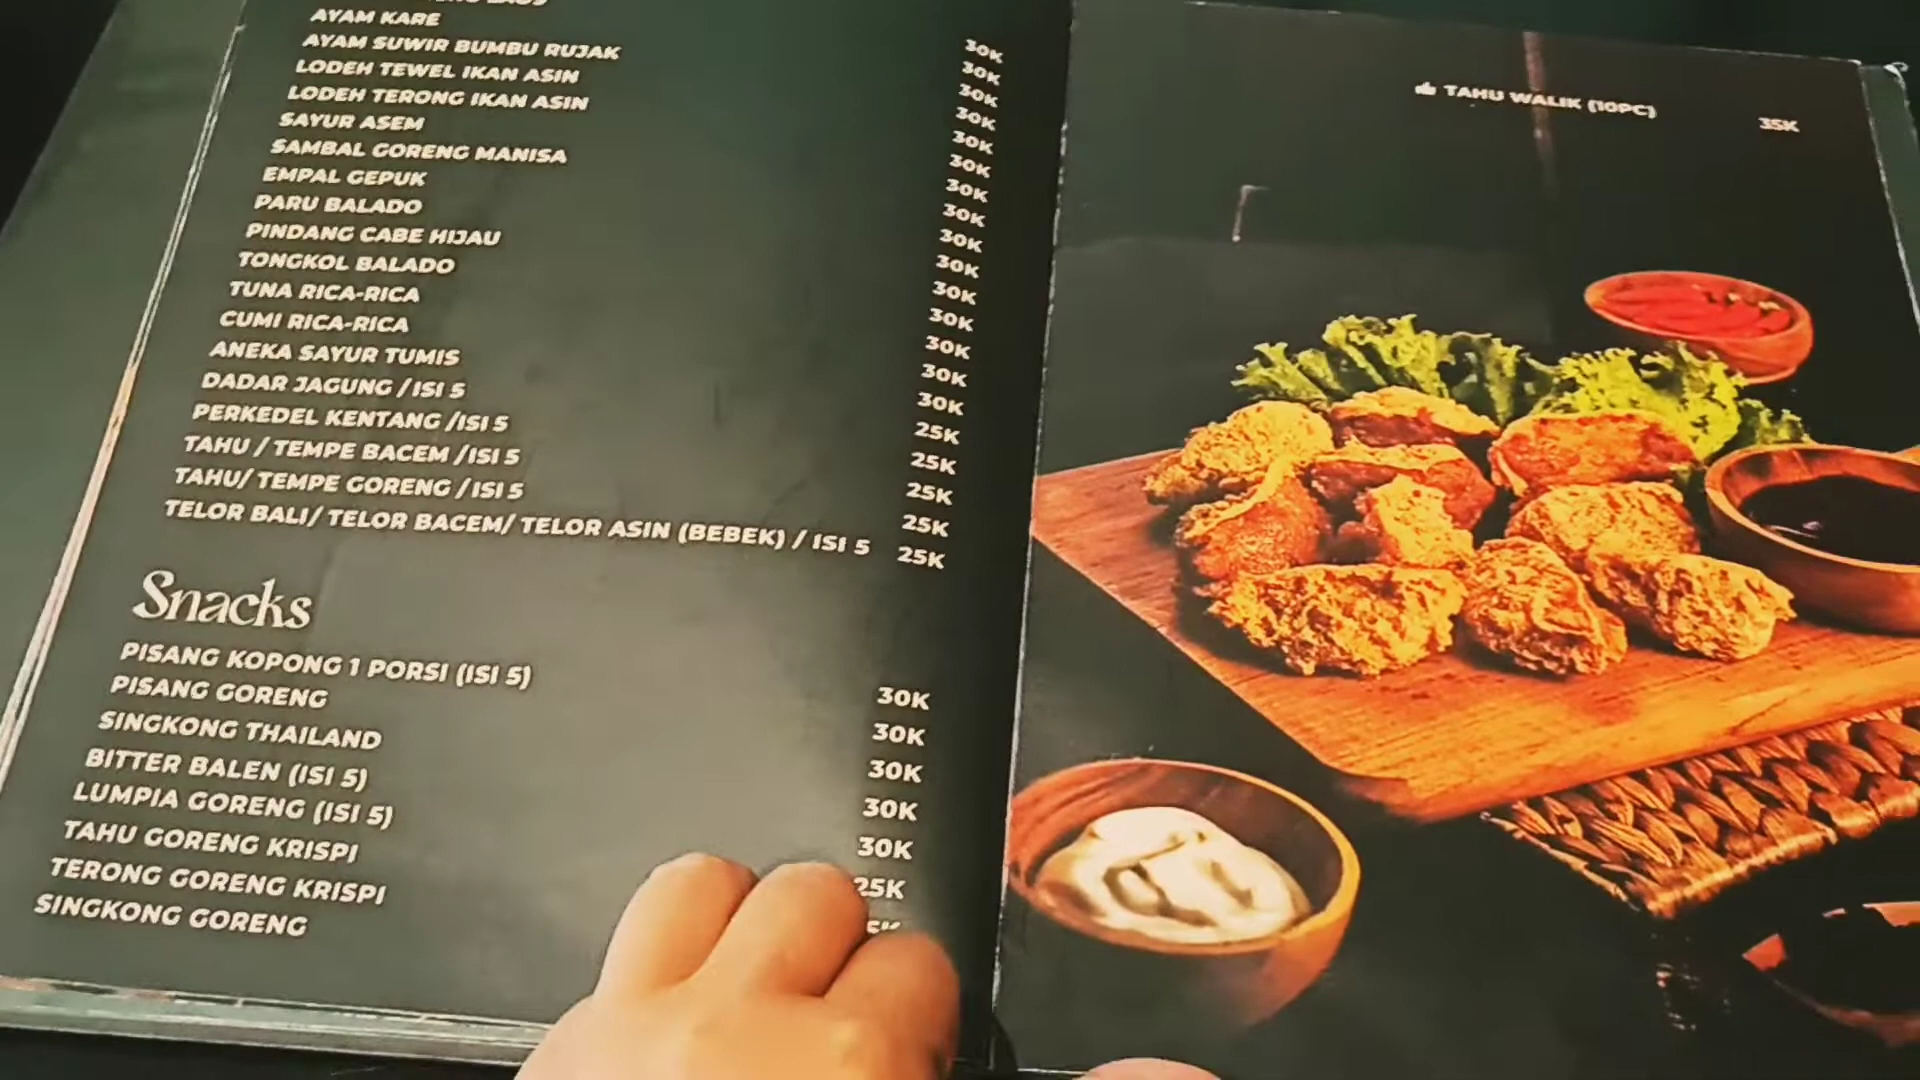 AYAM KARE
AYAM SUWIR BUMBU RUJAK 30K
LODEH TEWEL IKAN ASIN 30K
LODEH TERONG IKAN ASIN 30K
SAYUR ASEM 30K
SAMBAL GORENG MANISA 30K
EMPAL GEPUK 30K
PARU BALADO 30K
PINDANG CABE HIJAU 30K
TONGKOL BALADO 30K
TUNA RICA-RICA 30K
CUMI RICA-RICA 30K
ANEKA SAYUR TUMIS 30K
DADAR JAGUNG / ISI 5 30K
PERKEDEL KENTANG /ISI 5 30K
TAHU / TEMPE BACEM /ISI 5 25K
TAHU/ TEMPE GORENG / ISI 5 25K
TELOR BALI/ TELOR BACEM/ TELOR ASIN (BEBEK) / ISI 5 25K
25K
25K
Snacks
PISANG KOPONG 1 PORSI (ISI 5) 30K
PISANG GORENG 30K
SINGKONG THAILAND 30K
BITTER BALEN (ISI 5) 30K
LUMPIA GORENG (ISI 5) 30K
TAHU GORENG KRISPI 25K
TERONG GORENG KRISPI
SINGKONG GORENG
TAHU WALIK (10PC) 35K